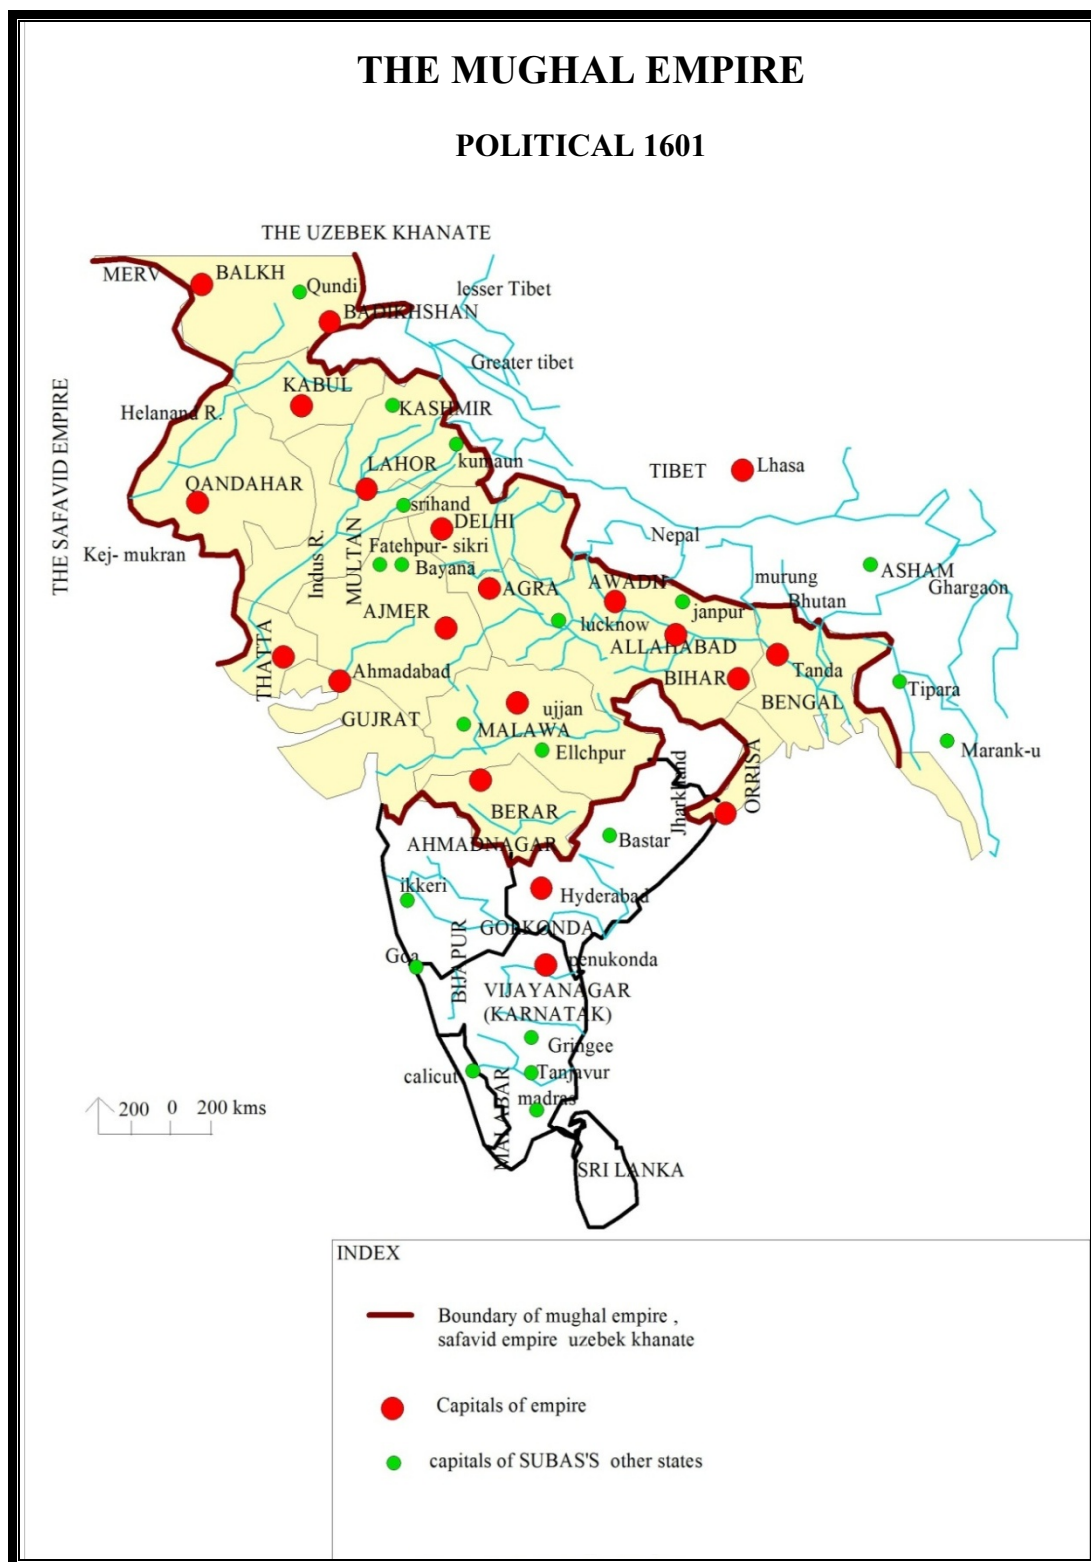 THE MUGHAL EMPIRE
POLITICAL 1601
THE UZEBEK KHANATE
MERV
BALKH
Qundi
lesser Tibet
BADIKHSHAN
Greater tibet
THE SAFAVID EMPIRE
KABUL
Helanand R.
KASHMIR
LAHOR
kumaun
TIBET
Lhasa
QANDAHAR
srihand
DELHI
Kej- mukran
Indus R.
MULTAN
Fatehpur- sikri
Nepal
Bayana
AGRA
AWADN
murung
ASHAM
Bhutan
Ghargaon
AJMER
janpur
lucknow
ALLAHABAD
THATTA
Ahmadabad
BIHAR
Tanda
Tipara
BENGAL
GUJRAT
ujjan
MALAWA
Ellchpur
Marank-u
ORRISA
Jharkhand
BERAR
AHMADNAGAR
Bastar
ikkeri
Hyderabad
GOLKONDA
Goa
BIJAPUR
penukonda
VIJAYANAGAR
(KARNATAK)
Gringee
calicut
Tanjavur
MALABAR
madras
200 0 200 kms
SRI LANKA
INDEX
Boundary of mughal empire ,
safavid empire uzebek khanate
Capitals of empire
capitals of SUBAS'S other states